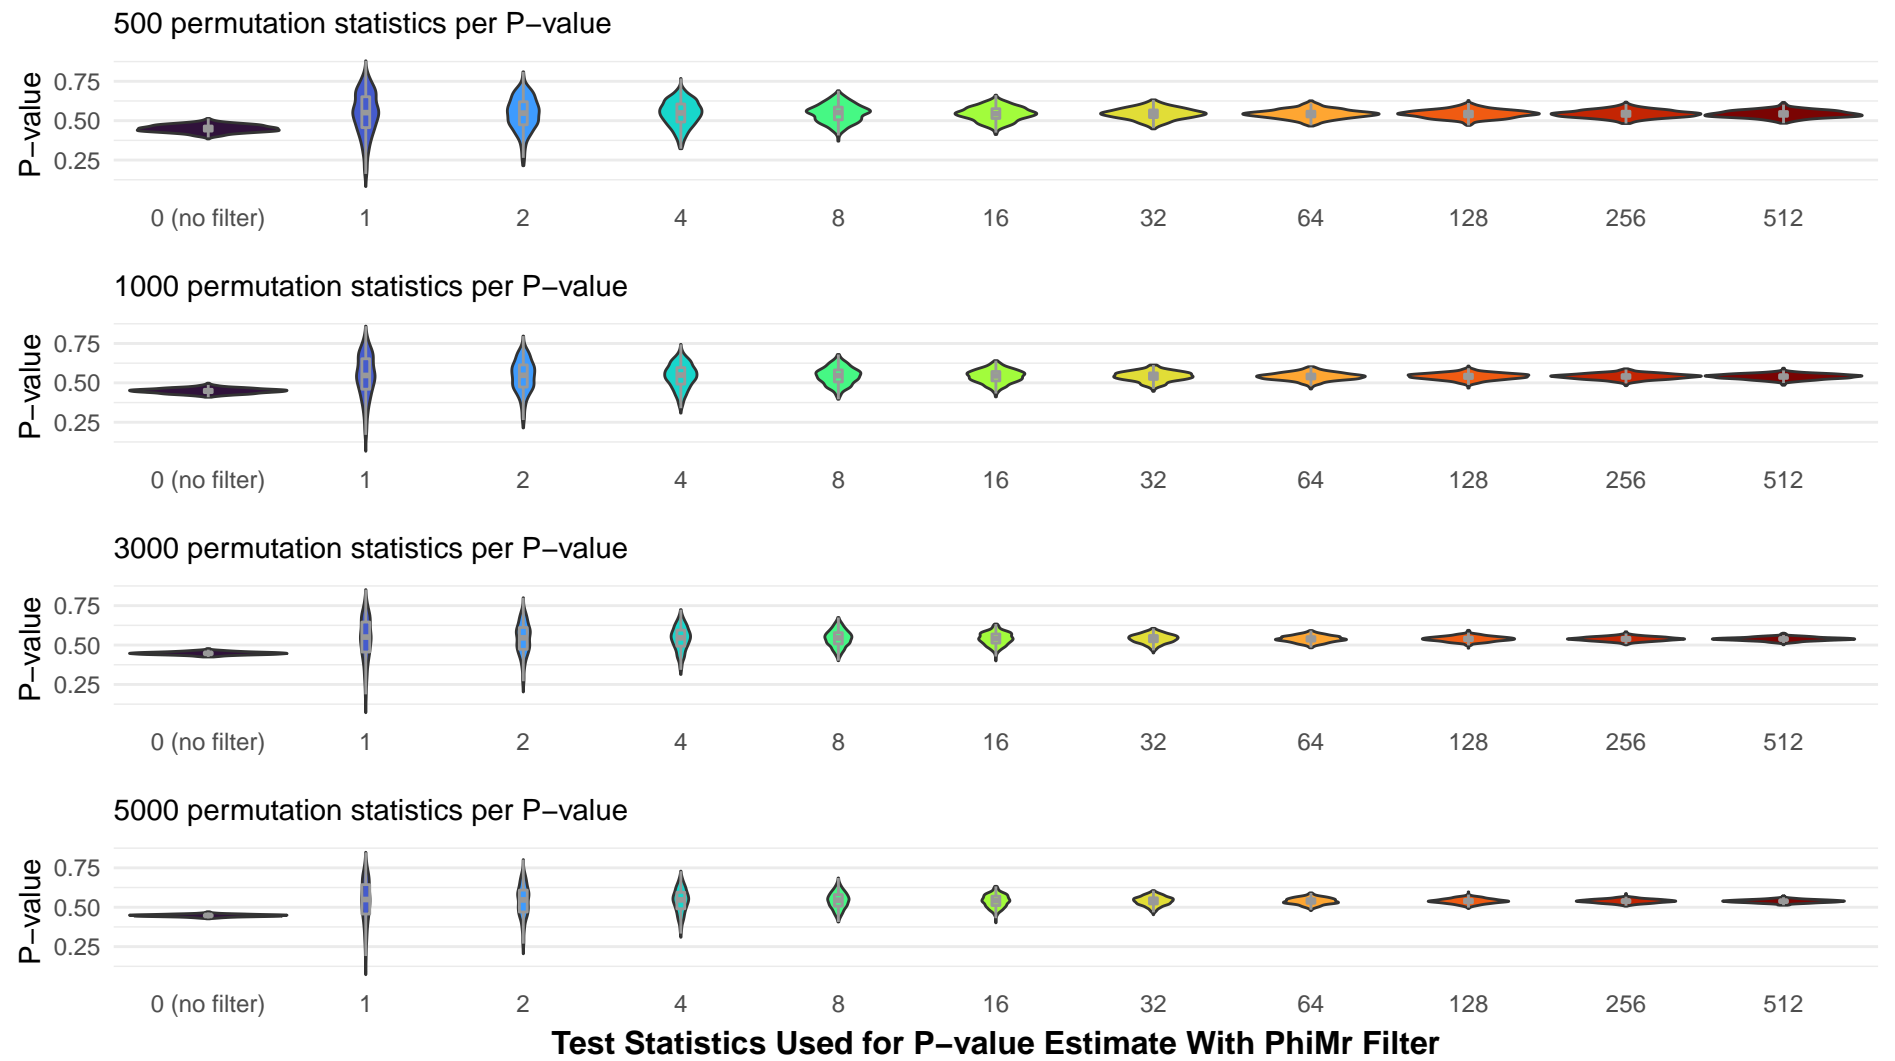 500 permutation statistics per P−value
P−value
0.75
0.50
0.25
0 (no filter) 1 2 4 8 16 32 64 128 256 512
1000 permutation statistics per P−value
P−value
0.75
0.50
0.25
0 (no filter) 1 2 4 8 16 32 64 128 256 512
3000 permutation statistics per P−value
P−value
0.75
0.50
0.25
0 (no filter) 1 2 4 8 16 32 64 128 256 512
5000 permutation statistics per P−value
P−value
0.75
0.50
0.25
0 (no filter) 1 2 4 8 16 32 64 128 256 512
Test Statistics Used for P−value Estimate With PhiMr Filter